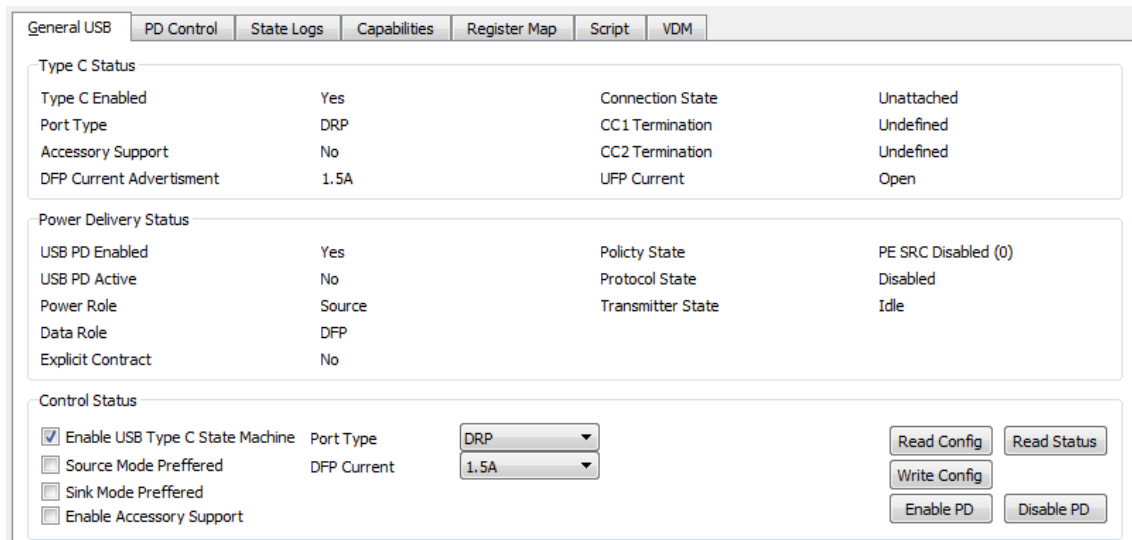 General USB PD Control State Logs Capabilities Register Map Script VDM
Type C Status
Type C Enabled Yes Connection State Unattached
Port Type DRP CC1 Termination Undefined
Accessory Support No CC2 Termination Undefined
DFP Current Advertisment 1.5A UFP Current Open
Power Delivery Status
USB PD Enabled Yes Policty State PE SRC Disabled (0)
USB PD Active No Protocol State Disabled
Power Role Source Transmitter State Idle
Data Role DFP
Explicit Contract No
Control Status
Enable USB Type C State Machine Port Type DRP Read Config Read Status
Source Mode Preffered DFP Current 1.5A Write Config
Sink Mode Preffered
Enable Accessory Support Enable PD Disable PD